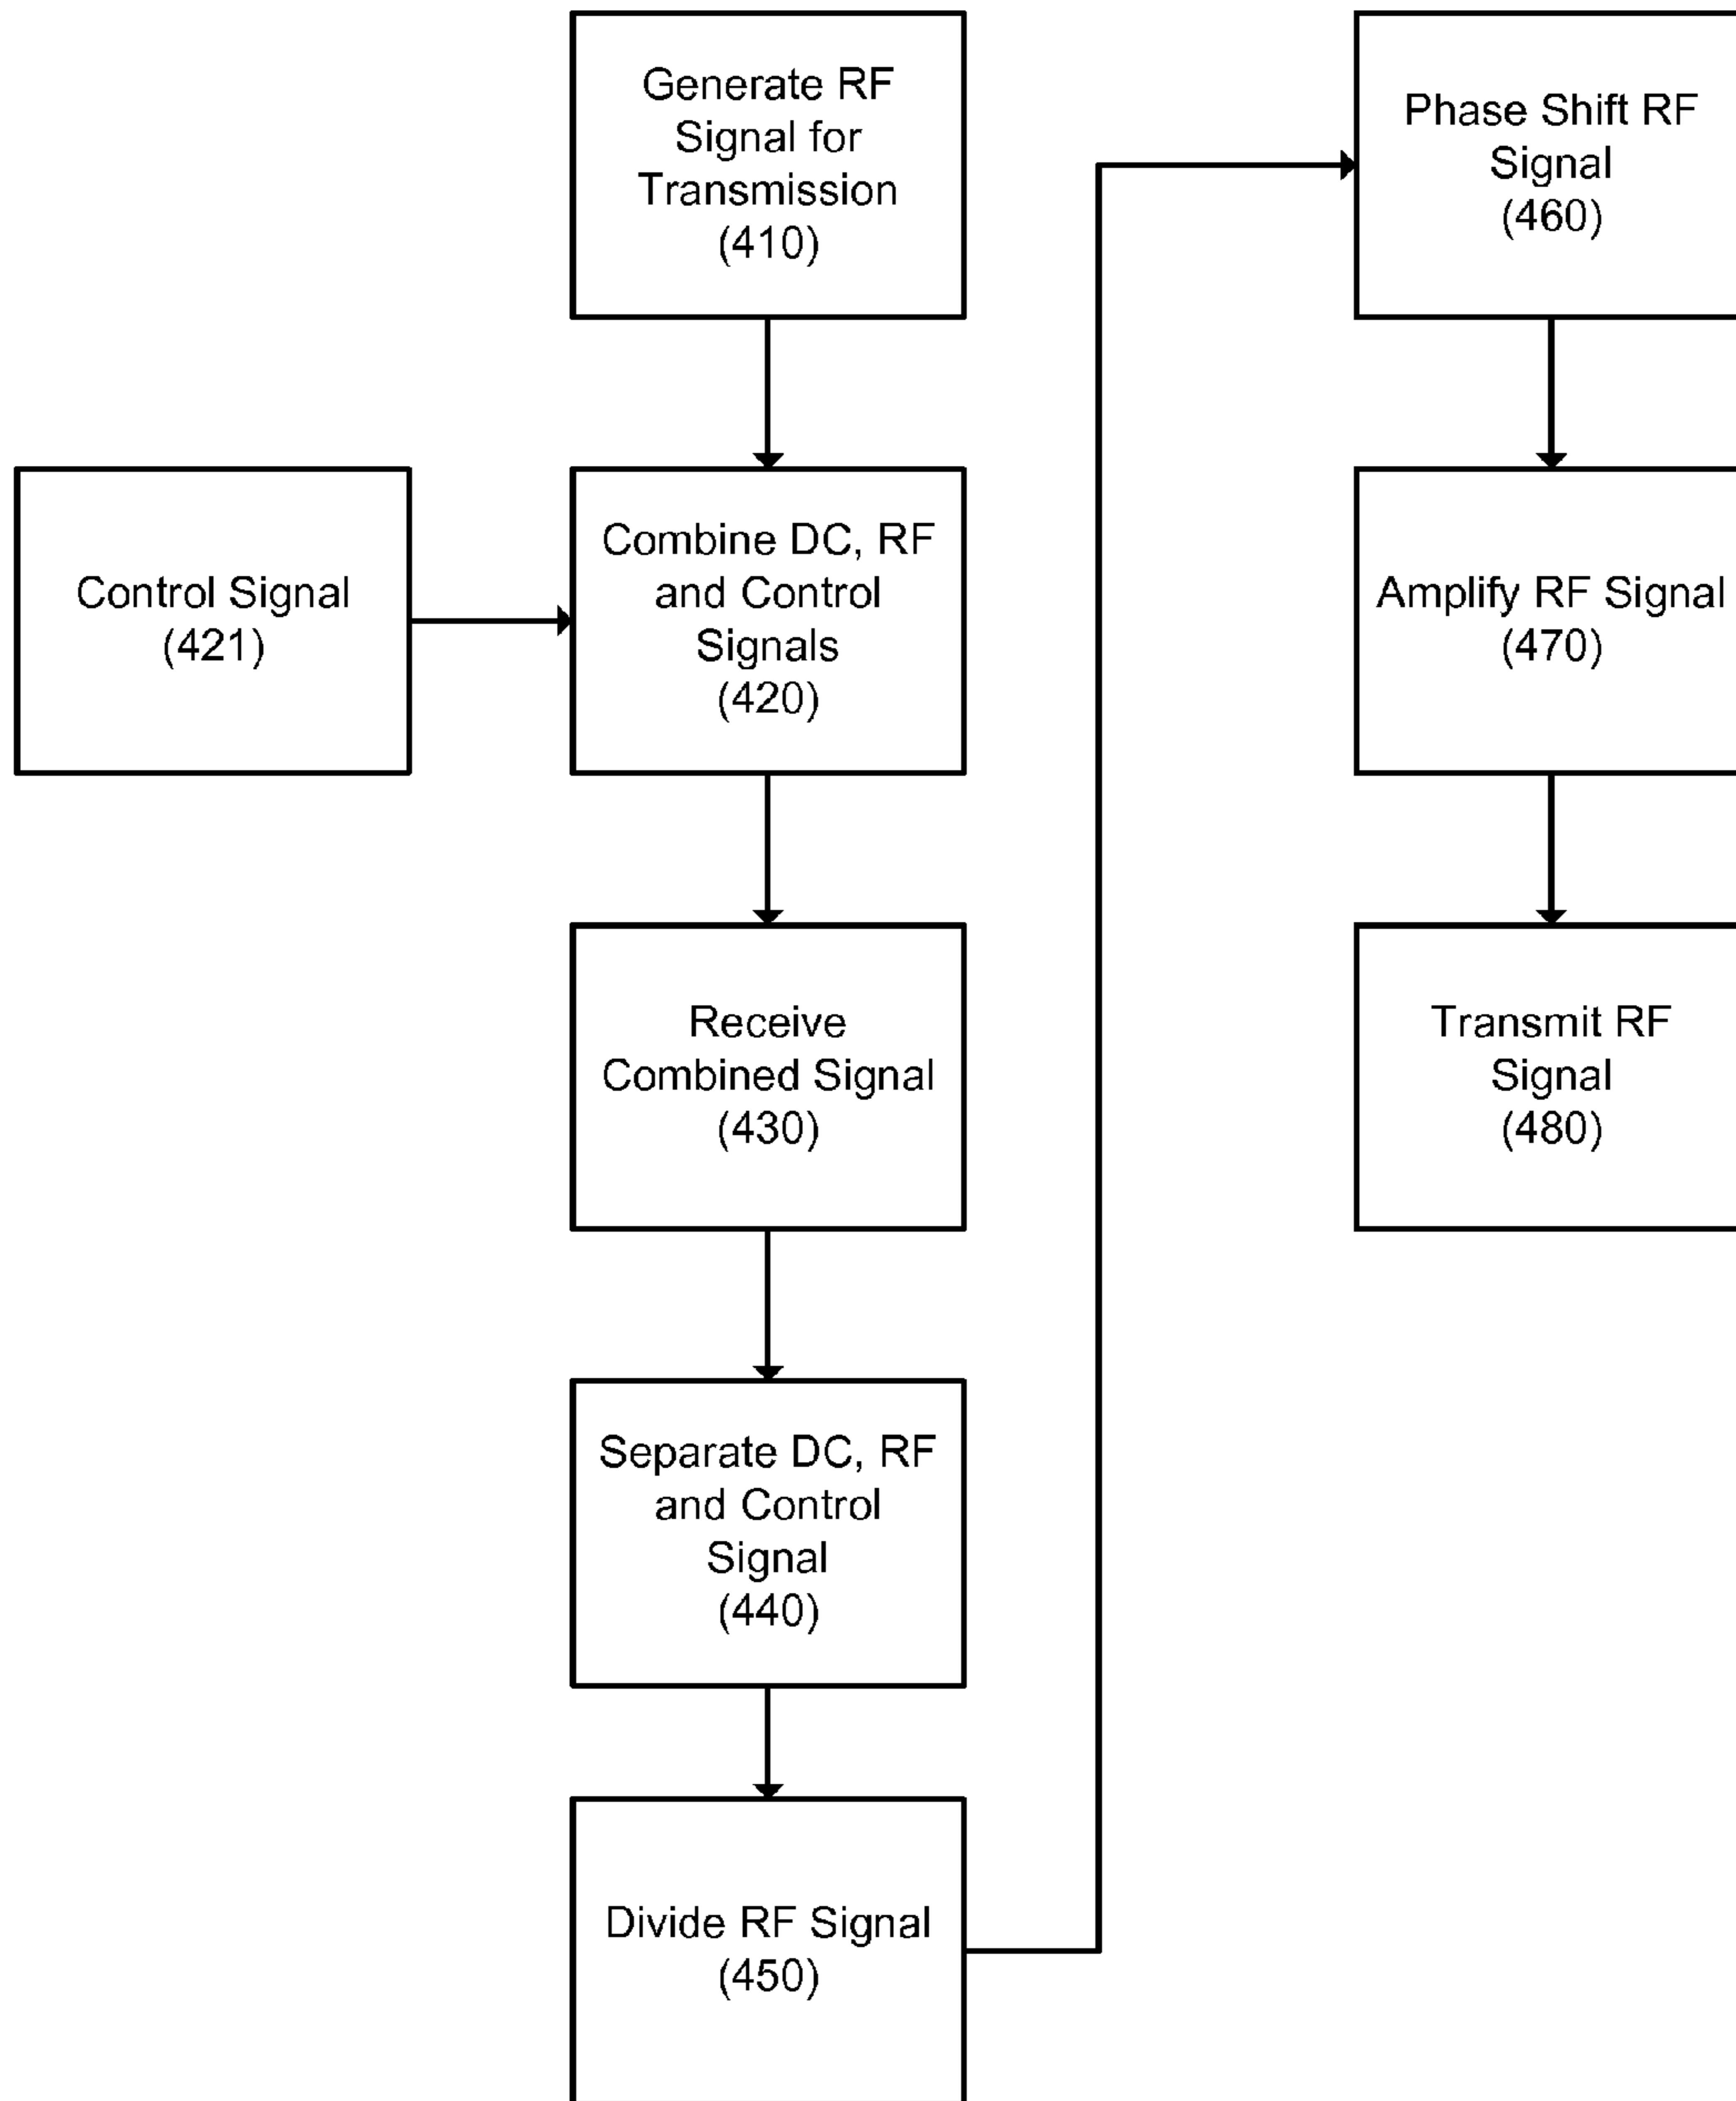 Generate RF
Signal for
Transmission
(410)
Control Signal
(421)
Combine DC, RF
and Control
Signals
(420)
Receive
Combined Signal
(430)
Separate DC, RF
and Control
Signal
(440)
Divide RF Signal
(450)
Phase Shift RF
Signal
(460)
Amplify RF Signal
(470)
Transmit RF
Signal
(480)